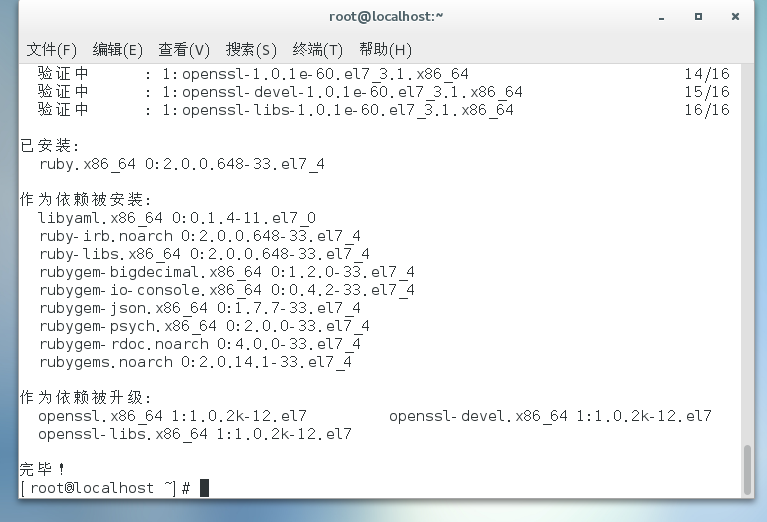 root@localhost:~
文件(F) 编辑(E) 查看(V) 搜索(S) 终端(T) 帮助(H)
验证中 : 1:openssl-1.0.1e-60.el7_3.1.x86_64 14/16
验证中 : 1:openssl-devel-1.0.1e-60.el7_3.1.x86_64 15/16
验证中 : 1:openssl-libs-1.0.1e-60.el7_3.1.x86_64 16/16
已安装:
ruby.x86_64 0:2.0.0.648-33.el7_4
作为依赖被安装:
libyaml.x86_64 0:0.1.4-11.el7_0
ruby-irb.noarch 0:2.0.0.648-33.el7_4
ruby-libs.x86_64 0:2.0.0.648-33.el7_4
rubygem-bigdecimal.x86_64 0:1.2.0-33.el7_4
rubygem-io-console.x86_64 0:0.4.2-33.el7_4
rubygem-json.x86_64 0:1.7.7-33.el7_4
rubygem-psych.x86_64 0:2.0.0-33.el7_4
rubygem-rdoc.noarch 0:4.0.0-33.el7_4
rubygems.noarch 0:2.0.14.1-33.el7_4
作为依赖被升级:
openssl.x86_64 1:1.0.2k-12.el7 openssl-devel.x86_64 1:1.0.2k-12.el7
openssl-libs.x86_64 1:1.0.2k-12.el7
完毕！
[root@localhost ~]#